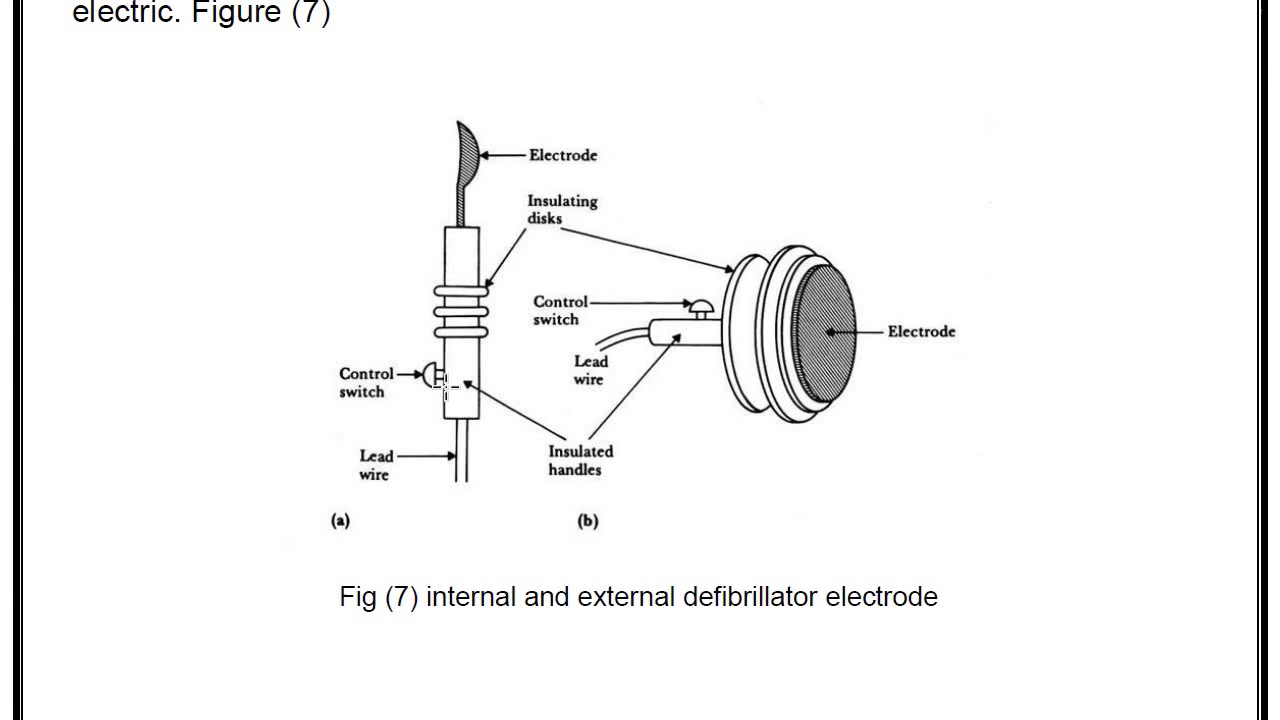 electric. Figure (7)
Electrode
Insulating
disks
Control
switch
Electrode
Lead
wire
Control
switch
Insulated
handles
Lead
wire
(a)
(b)
Fig (7) internal and external defibrillator electrode